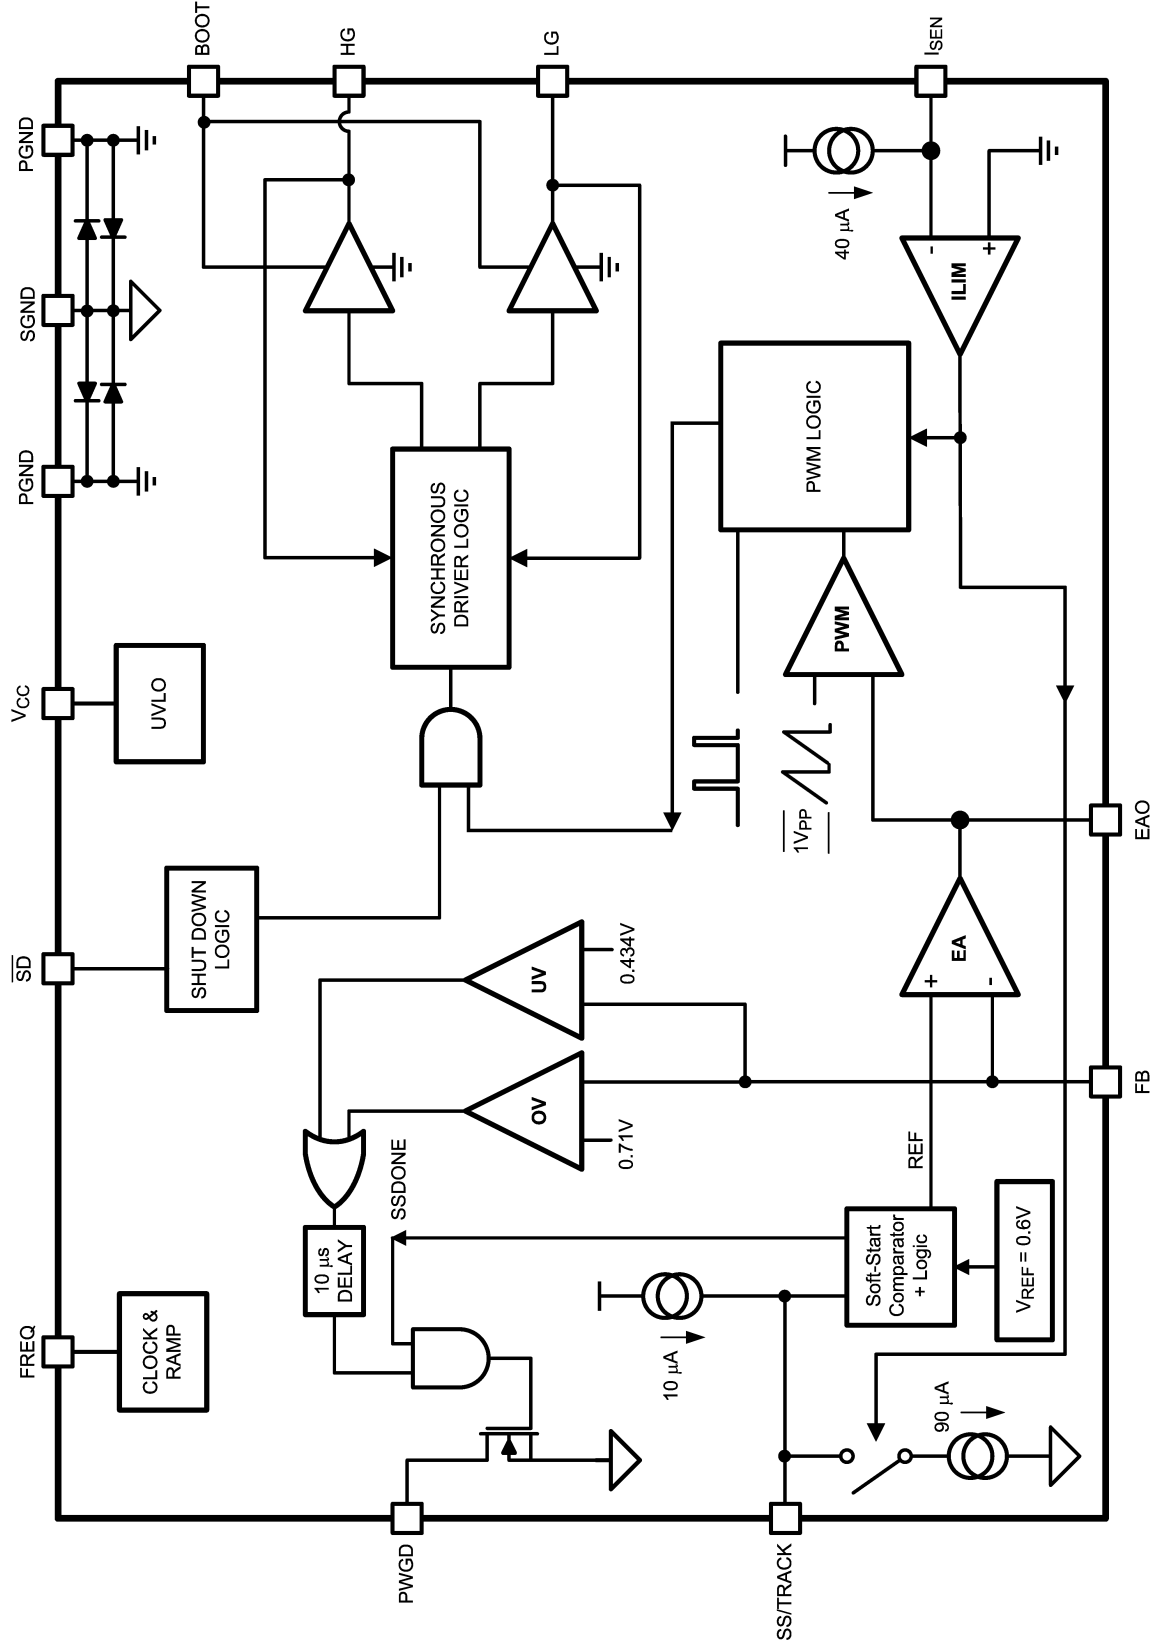 FREQ
SD
VCC
PGND
SGND
PGND
CLOCK &
RAMP
SHUT DOWN
LOGIC
UVLO
BOOT
10 µs
DELAY
HG
SSDONE
SYNCHRONOUS
DRIVER LOGIC
PWGD
OV
UV
LG
0.71V
0.434V
10 µA
1VPP
PWM
PWM LOGIC
40 µA
SS/TRACK
Soft-Start
Comparator
+ Logic
REF
+
EA
-
ILIM
-
+
ISEN
90 µA
VREF = 0.6V
FB
EAO